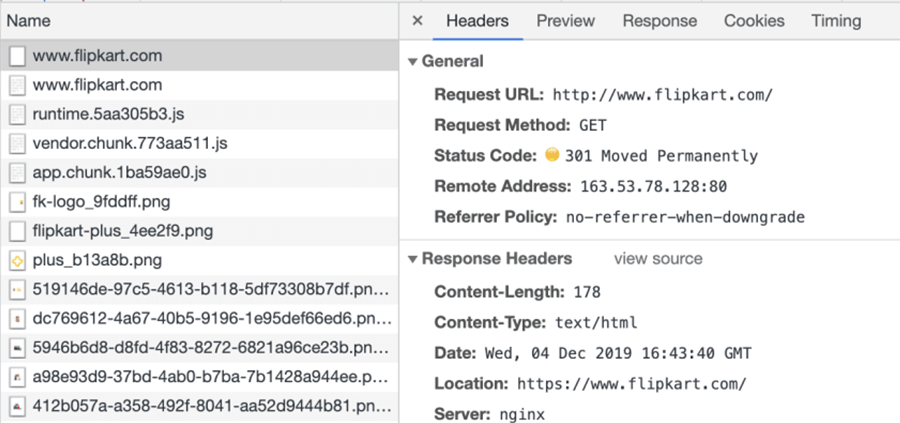 Name
www.flipkart.com
www.flipkart.com
runtime.5aa305b3.js
vendor.chunk.773aa511.js
app.chunk.1ba59ae0.js
fk-logo_9fddff.png
flipkart-plus_4ee2f9.png
plus_b13a8b.png
519146de-97c5-4613-b118-5df73308b7df.pn...
dc769612-4a67-40b5-9196-1e95def66ed6.pn...
5946b6d8-d8fd-4f83-8272-6821a96ce23b.pn...
a98e93d9-37bd-4ab0-b7ba-7b1428a944ee.p...
412b057a-a358-492f-8041-aa52d9444b81.pn...
× Headers Preview Response Cookies Timing
▼ General
Request URL: http://www.flipkart.com/
Request Method: GET
Status Code: 301 Moved Permanently
Remote Address: 163.53.78.128:80
Referrer Policy: no-referrer-when-downgrade
▼ Response Headers view source
Content-Length: 178
Content-Type: text/html
Date: Wed, 04 Dec 2019 16:43:40 GMT
Location: https://www.flipkart.com/
Server: nginx